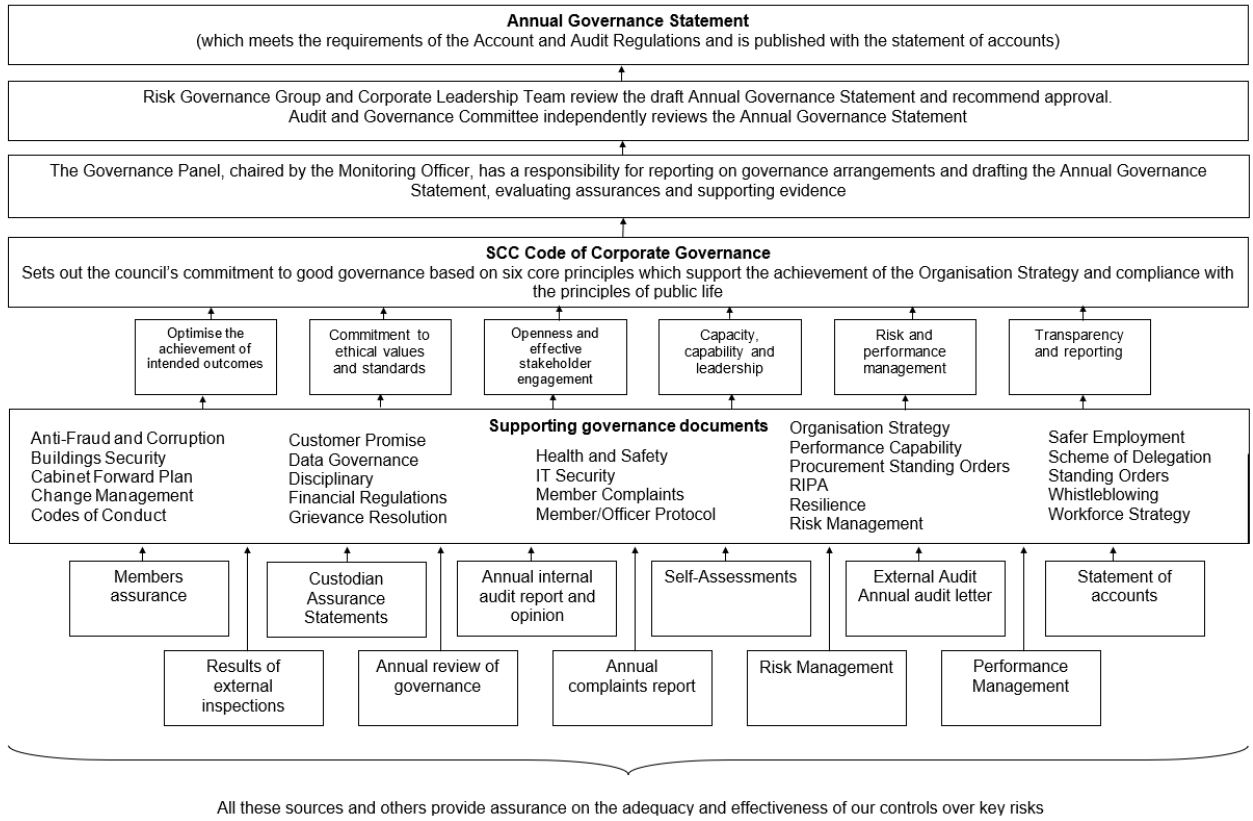 Annual Governance Statement
(which meets the requirements of the Account and Audit Regulations and is published with the statement of accounts)
Risk Governance Group and Corporate Leadership Team review the draft Annual Governance Statement and recommend approval.
Audit and Governance Committee independently reviews the Annual Governance Statement
The Governance Panel, chaired by the Monitoring Officer, has a responsibility for reporting on governance arrangements and drafting the Annual Governance
Statement, evaluating assurances and supporting evidence
SCC Code of Corporate Governance
Sets out the council's commitment to good governance based on six core principles which support the achievement of the Organisation Strategy and compliance with
the principles of public life
Optimise the
achievement of
intended outcomes
Commitment to
ethical values
and standards
Openness and
effective
stakeholder
engagement
Capacity,
capability and
leadership
Risk and
performance
management
Transparency
and reporting
Supporting governance documents
Anti-Fraud and Corruption
Buildings Security
Cabinet Forward Plan
Change Management
Codes of Conduct
Customer Promise
Data Governance
Disciplinary
Financial Regulations
Grievance Resolution
Health and Safety
IT Security
Member Complaints
Member/Officer Protocol
Organisation Strategy
Performance Capability
Procurement Standing Orders
RIPA
Resilience
Risk Management
Safer Employment
Scheme of Delegation
Standing Orders
Whistleblowing
Workforce Strategy
Members
assurance
Custodian
Assurance
Statements
Annual internal
audit report and
opinion
Self-Assessments
External Audit
Annual audit letter
Statement of
accounts
Results of
external
inspections
Annual review of
governance
Annual
complaints report
Risk Management
Performance
Management
All these sources and others provide assurance on the adequacy and effectiveness of our controls over key risks